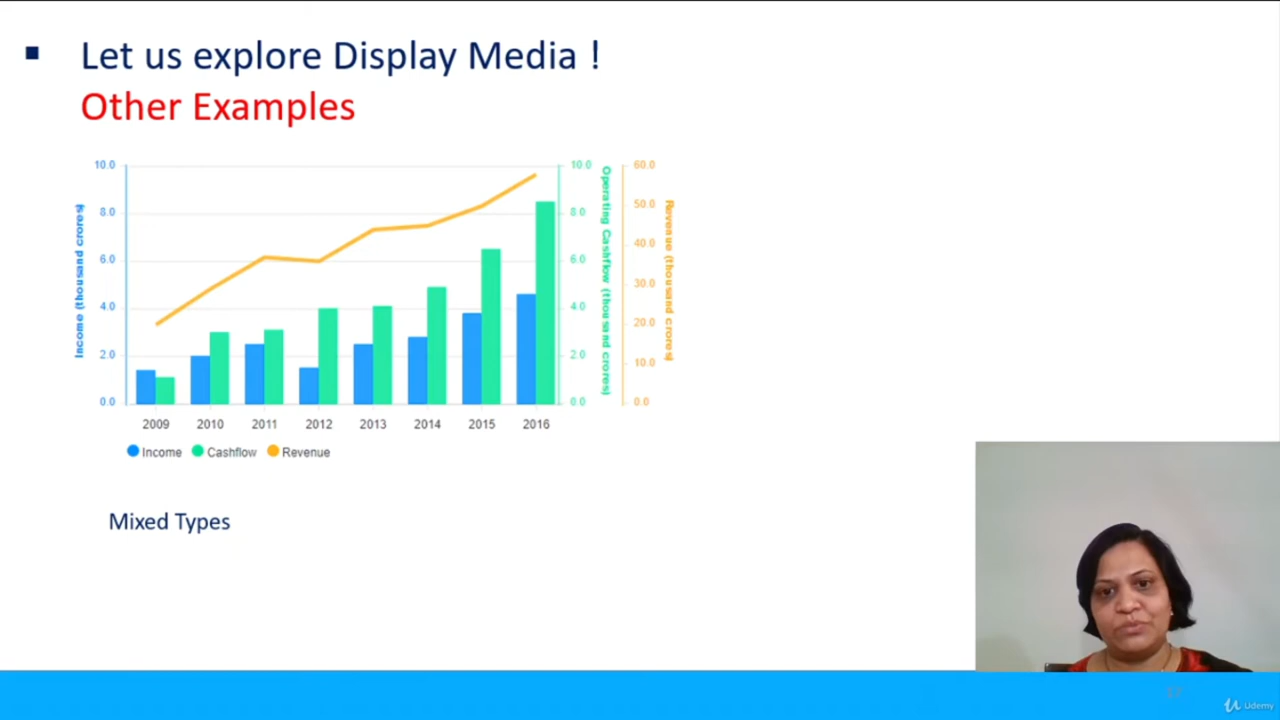 ▪ Let us explore Display Media !
Other Examples
10.0
8.0
6.0
4.0
2.0
0.0
Income (thousand crores)
10.0
8.0
6.0
4.0
2.0
0.0
Operating Cashflow (thousand crores)
60.0
50.0
40.0
30.0
20.0
10.0
0.0
Revenue (thousand crores)
2009 2010 2011 2012 2013 2014 2015 2016
Income Cashflow Revenue
Mixed Types
17
Udemy